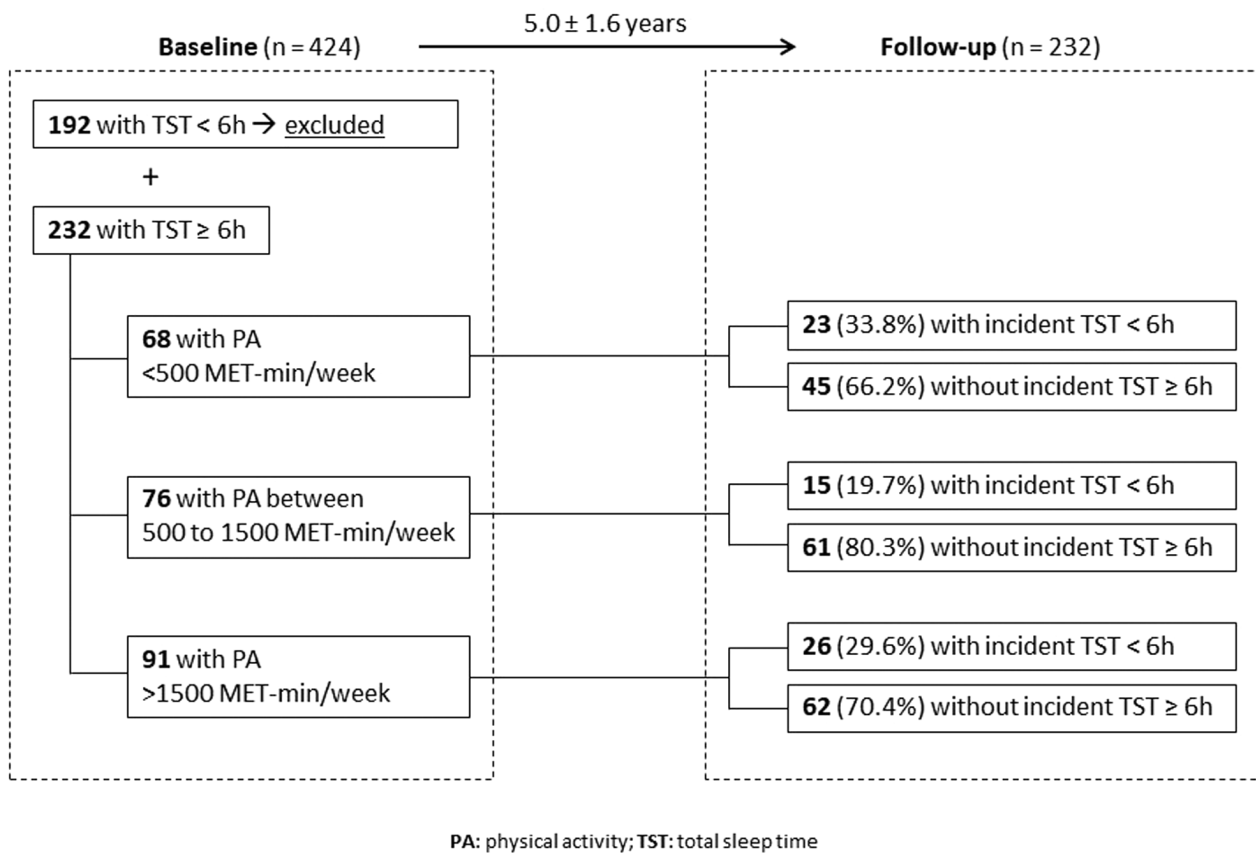 5.0 ± 1.6 years
Baseline (n = 424)
Follow-up (n = 232)
192 with TST < 6h → excluded
+
232 with TST ≥ 6h
68 with PA
<500 MET-min/week
23 (33.8%) with incident TST < 6h
45 (66.2%) without incident TST ≥ 6h
76 with PA between
500 to 1500 MET-min/week
15 (19.7%) with incident TST < 6h
61 (80.3%) without incident TST ≥ 6h
91 with PA
>1500 MET-min/week
26 (29.6%) with incident TST < 6h
62 (70.4%) without incident TST ≥ 6h
PA: physical activity; TST: total sleep time